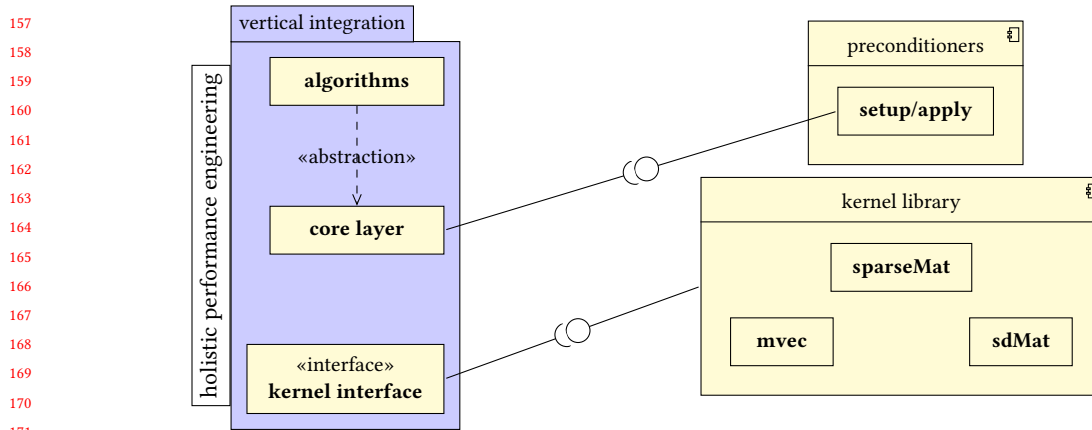 157
158
159
160
161
162
163
164
165
166
167
168
169
170
171
holistic performance engineering
vertical integration
algorithms
«abstraction»
core layer
«interface»
kernel interface
preconditioners
setup/apply
kernel library
sparseMat
mvec
sdMat